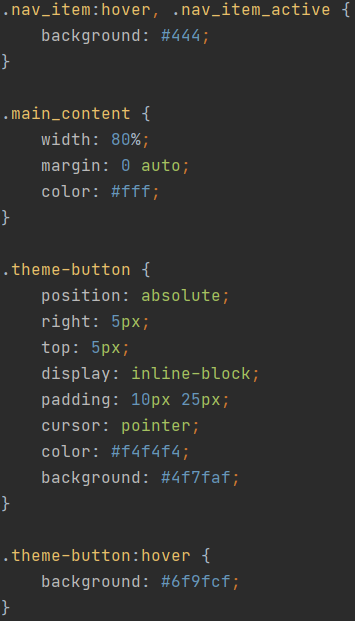 .nav_item:hover, .nav_item_active {
    background: #444;
}

.main_content {
    width: 80%;
    margin: 0 auto;
    color: #fff;
}

.theme-button {
    position: absolute;
    right: 5px;
    top: 5px;
    display: inline-block;
    padding: 10px 25px;
    cursor: pointer;
    color: #f4f4f4;
    background: #4f7faf;
}

.theme-button:hover {
    background: #6f9fcf;
}